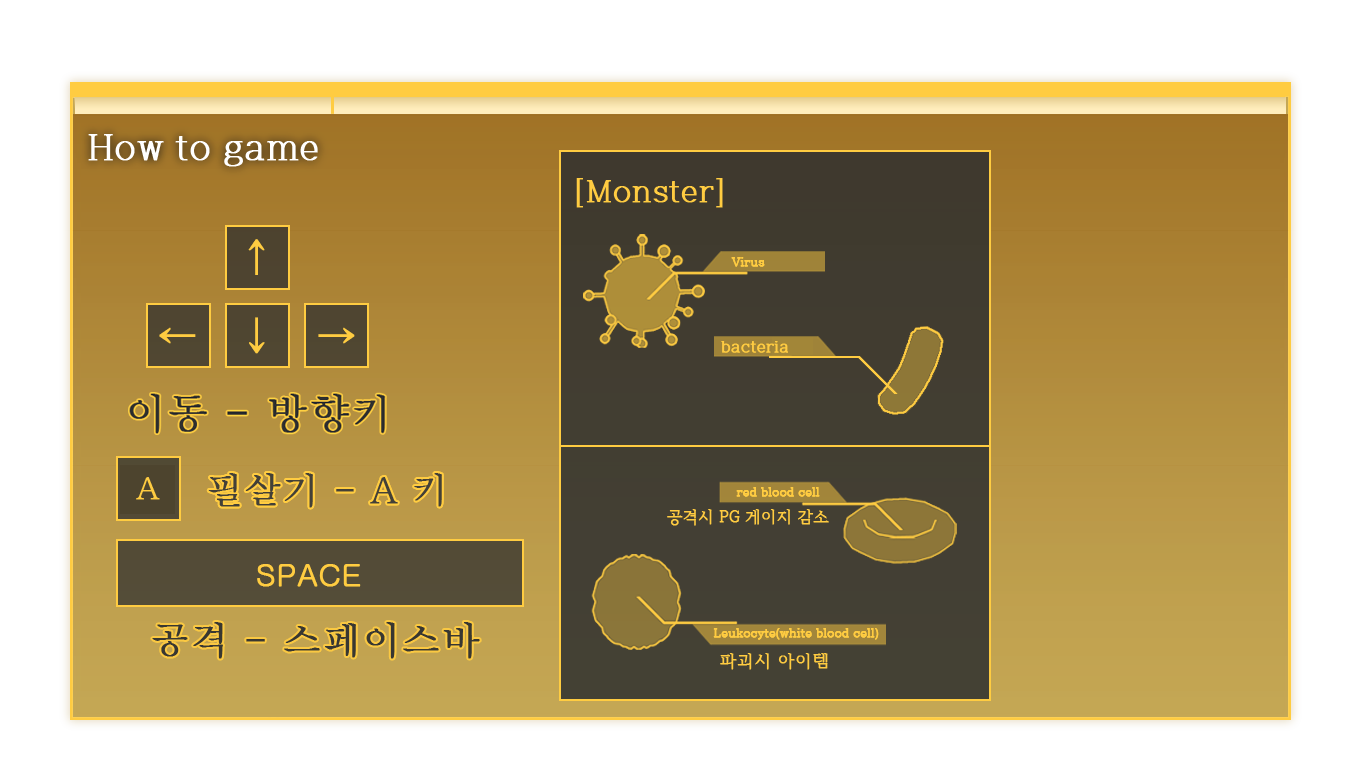 How to game
↑
← ↓ →
이동 - 방향키
A 필살기 - A 키
SPACE
공격 - 스페이스바
[Monster]
Virus
bacteria
red blood cell
공격시 PG 게이지 감소
Leukocyte(white blood cell)
파괴시 아이템